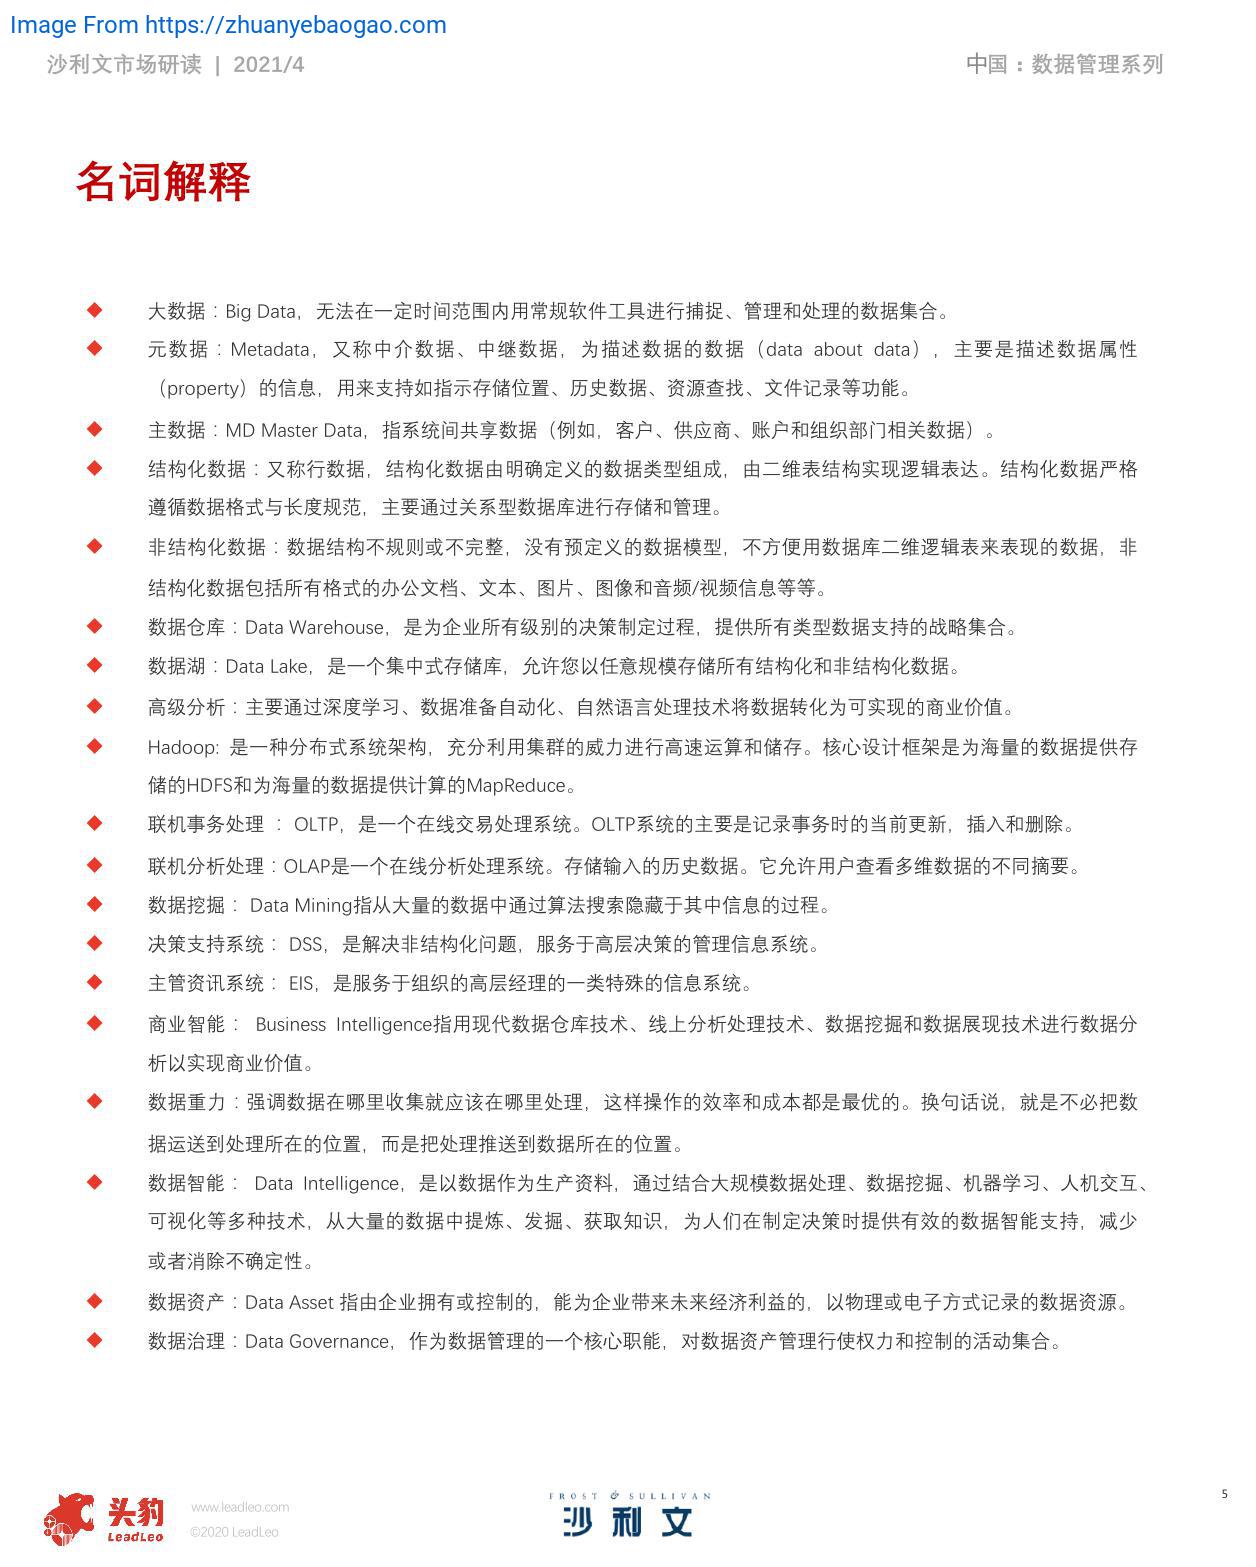 Image From https://zhuanyebaogao.com
沙利文市场研读 | 2021/4
中国：数据管理系列
名词解释
◆ 大数据：Big Data，无法在一定时间范围内用常规软件工具进行捕捉、管理和处理的数据集合。
◆ 元数据：Metadata，又称中介数据、中继数据，为描述数据的数据（data about data），主要是描述数据属性
（property）的信息，用来支持如指示存储位置、历史数据、资源查找、文件记录等功能。
◆ 主数据：MD Master Data，指系统间共享数据（例如，客户、供应商、账户和组织部门相关数据）。
◆ 结构化数据：又称行数据，结构化数据由明确定义的数据类型组成，由二维表结构实现逻辑表达。结构化数据严格
遵循数据格式与长度规范，主要通过关系型数据库进行存储和管理。
◆ 非结构化数据：数据结构不规则或不完整，没有预定义的数据模型，不方便用数据库二维逻辑表来表现的数据，非
结构化数据包括所有格式的办公文档、文本、图片、图像和音频/视频信息等等。
◆ 数据仓库：Data Warehouse，是为企业所有级别的决策制定过程，提供所有类型数据支持的战略集合。
◆ 数据湖：Data Lake，是一个集中式存储库，允许您以任意规模存储所有结构化和非结构化数据。
◆ 高级分析：主要通过深度学习、数据准备自动化、自然语言处理技术将数据转化为可实现的商业价值。
◆ Hadoop: 是一种分布式系统架构，充分利用集群的威力进行高速运算和储存。核心设计框架是为海量的数据提供存
储的HDFS和为海量的数据提供计算的MapReduce。
◆ 联机事务处理 ： OLTP，是一个在线交易处理系统。OLTP系统的主要是记录事务时的当前更新，插入和删除。
◆ 联机分析处理：OLAP是一个在线分析处理系统。存储输入的历史数据。它允许用户查看多维数据的不同摘要。
◆ 数据挖掘： Data Mining指从大量的数据中通过算法搜索隐藏于其中信息的过程。
◆ 决策支持系统： DSS，是解决非结构化问题，服务于高层决策的管理信息系统。
◆ 主管资讯系统： EIS，是服务于组织的高层经理的一类特殊的信息系统。
◆ 商业智能： Business Intelligence指用现代数据仓库技术、线上分析处理技术、数据挖掘和数据展现技术进行数据分
析以实现商业价值。
◆ 数据重力：强调数据在哪里收集就应该在哪里处理，这样操作的效率和成本都是最优的。换句话说，就是不必把数
据运送到处理所在的位置，而是把处理推送到数据所在的位置。
◆ 数据智能： Data Intelligence，是以数据作为生产资料，通过结合大规模数据处理、数据挖掘、机器学习、人机交互、
可视化等多种技术，从大量的数据中提炼、发掘、获取知识，为人们在制定决策时提供有效的数据智能支持，减少
或者消除不确定性。
◆ 数据资产：Data Asset 指由企业拥有或控制的，能为企业带来未来经济利益的，以物理或电子方式记录的数据资源。
◆ 数据治理：Data Governance，作为数据管理的一个核心职能，对数据资产管理行使权力和控制的活动集合。
头豹
LeadLeo
www.leadleo.com
©2020 LeadLeo
FROST & SULLIVAN
沙利文
5